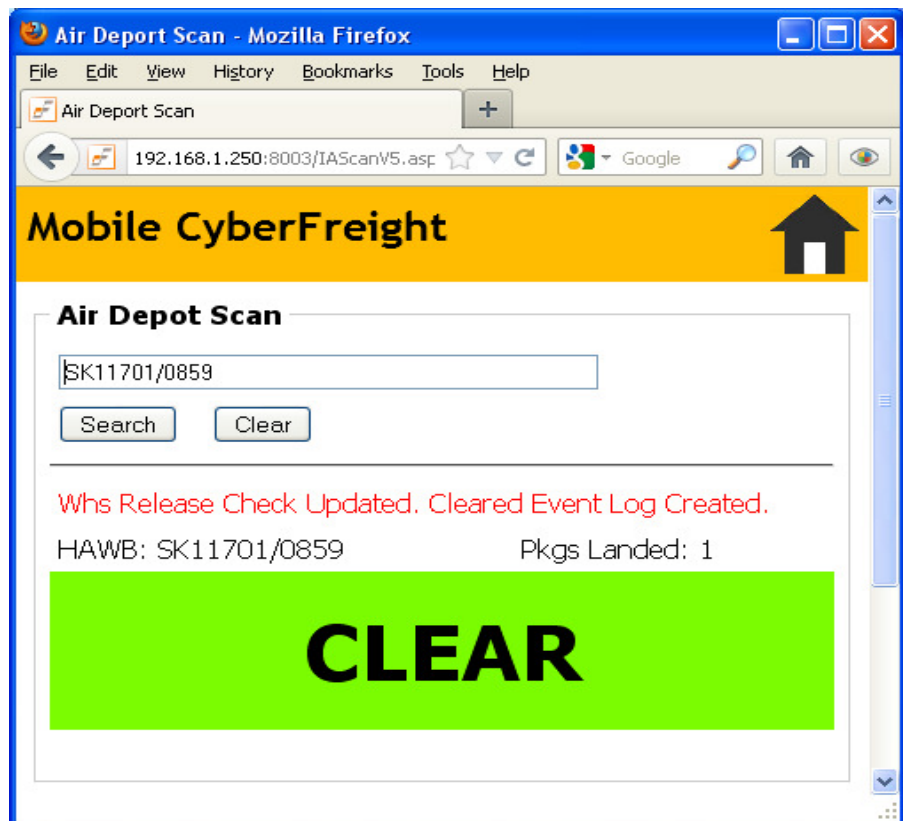 Air Deport Scan - Mozilla Firefox
File Edit View History Bookmarks Tools Help
Air Deport Scan
192.168.1.250:8003/IAScanV5.asp Google
Mobile CyberFreight
Air Depot Scan
SK11701/0859
Search Clear
Whs Release Check Updated. Cleared Event Log Created.
HAWB: SK11701/0859 Pkgs Landed: 1
CLEAR